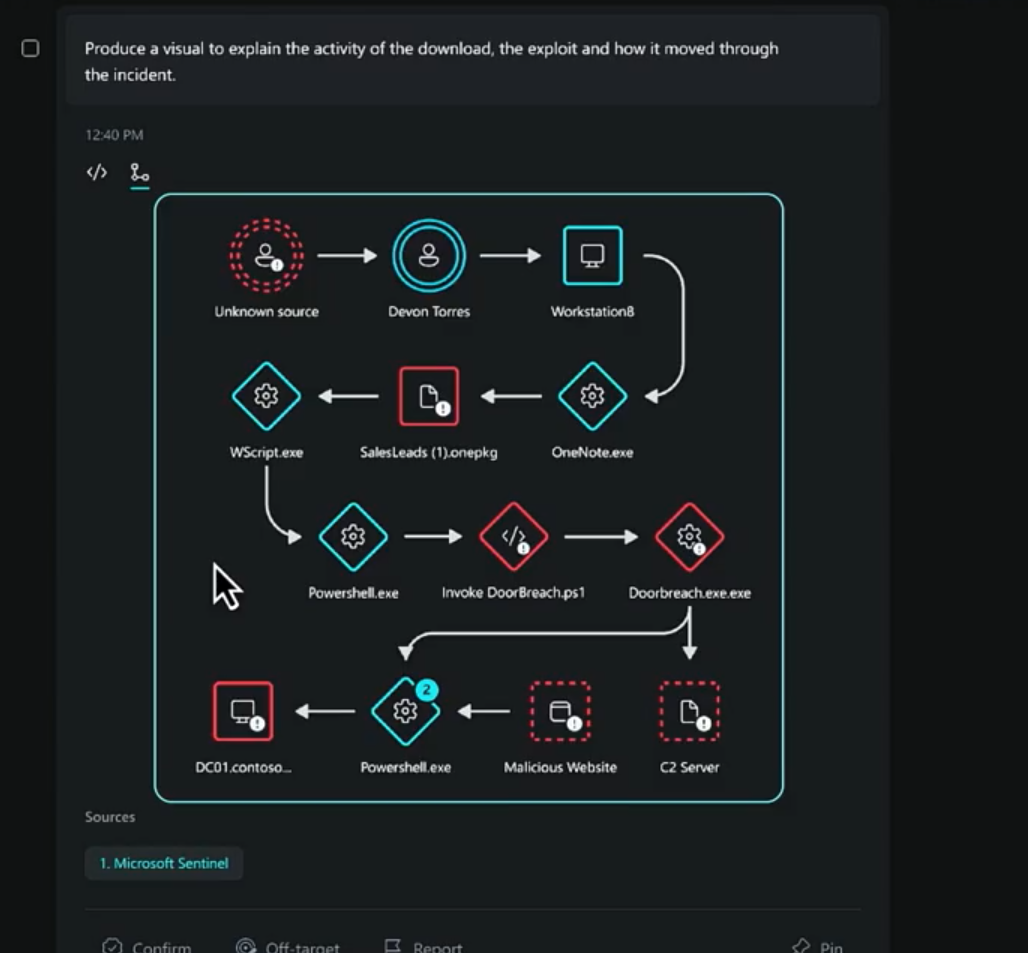 Produce a visual to explain the activity of the download, the exploit and how it moved through
the incident.
12:40 PM
</>
Unknown source
Devon Torres
Workstation8
WScript.exe
SalesLeads (1).onepkg
OneNote.exe
Powershell.exe
Invoke DoorBreach.ps1
Doorbreach.exe.exe
2
DC01.contoso...
Powershell.exe
Malicious Website
C2 Server
Sources
1. Microsoft Sentinel
Confirm
Off-target
Report
Pin